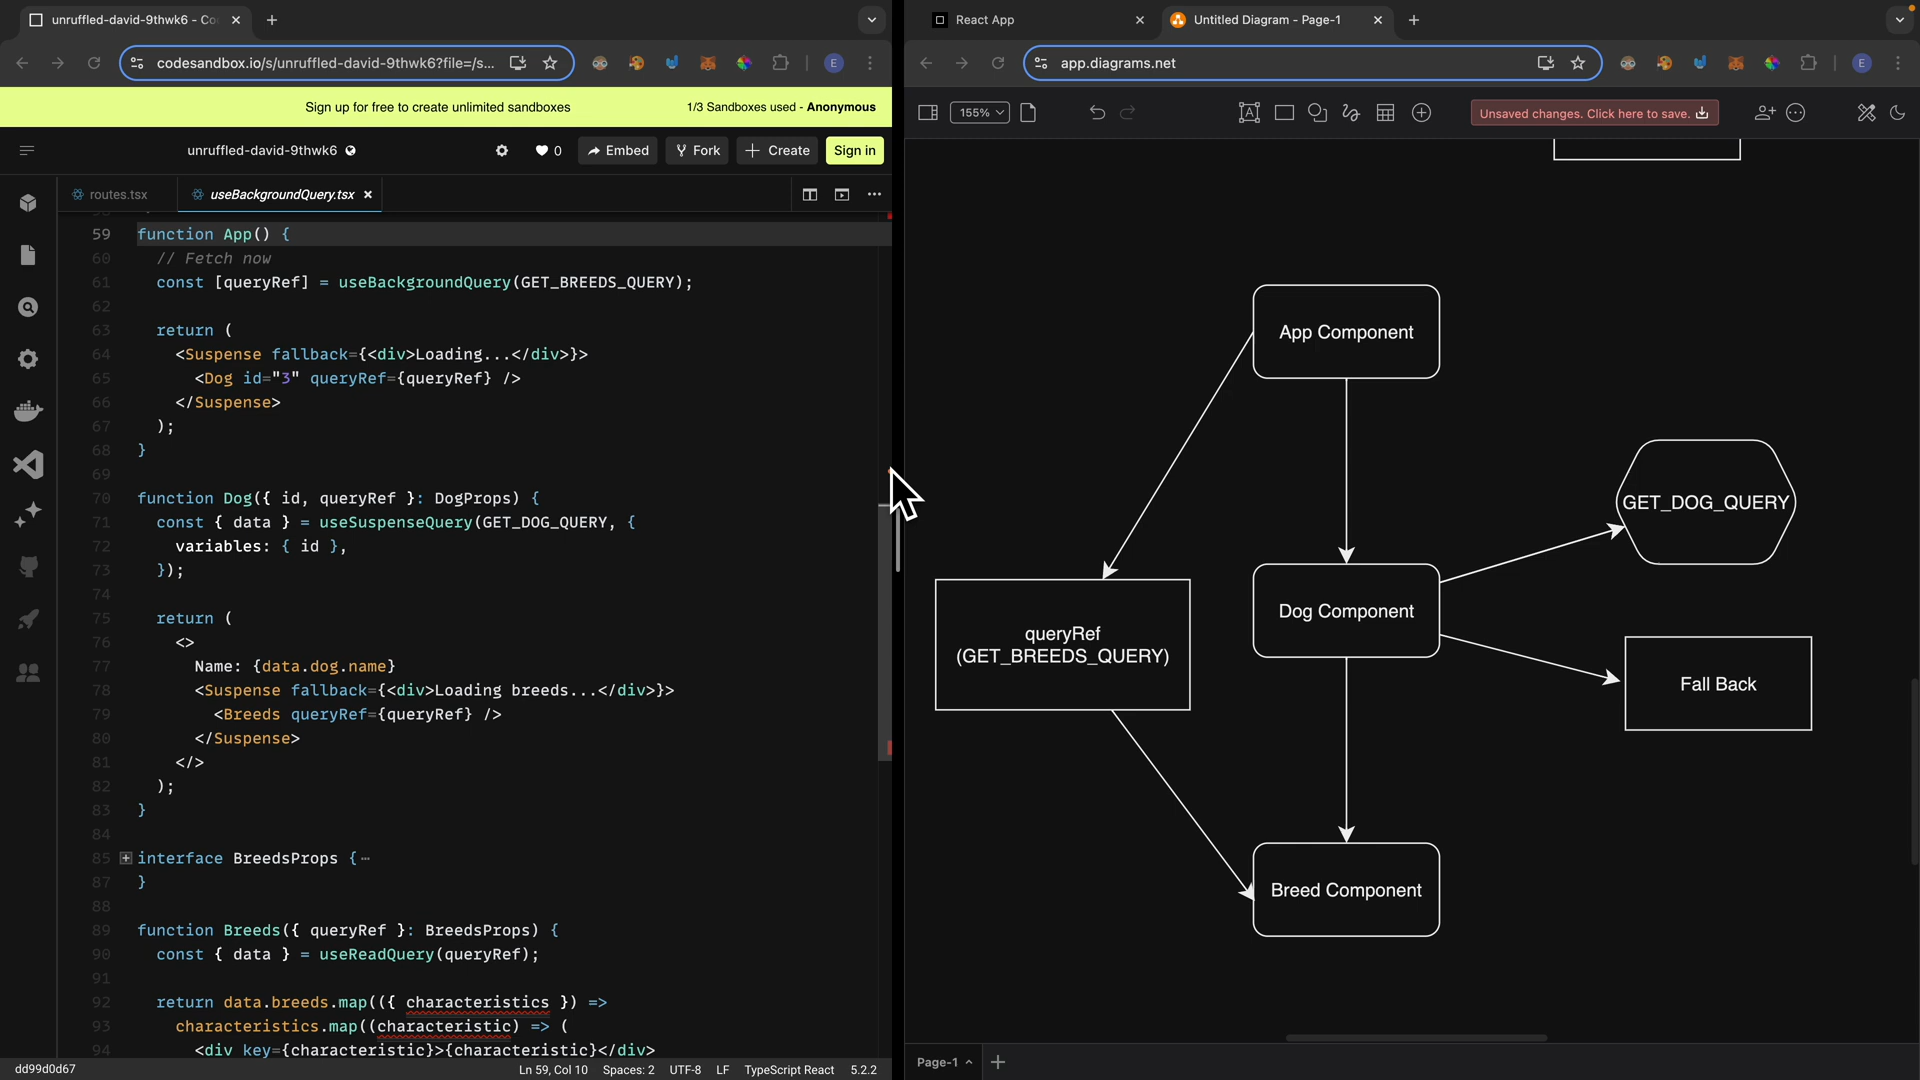 unruffled-david-9thwk6 - Co
codesandbox.io/s/unruffled-david-9thwk6?file=/s...
E
Sign up for free to create unlimited sandboxes
1/3 Sandboxes used - Anonymous
unruffled-david-9thwk6
0
Embed
Fork
Create
Sign in
routes.tsx
useBackgroundQuery.tsx
59 function App() {
60 // Fetch now
61 const [queryRef] = useBackgroundQuery(GET_BREEDS_QUERY);
62
63 return (
64 <Suspense fallback={<div>Loading...</div>}>
65 <Dog id="3" queryRef={queryRef} />
66 </Suspense>
67 );
68 }
69
70 function Dog({ id, queryRef }: DogProps) {
71 const { data } = useSuspenseQuery(GET_DOG_QUERY, {
72 variables: { id },
73 });
74
75 return (
76 <>
77 Name: {data.dog.name}
78 <Suspense fallback={<div>Loading breeds...</div>}>
79 <Breeds queryRef={queryRef} />
80 </Suspense>
81 </>
82 );
83 }
84
85 interface BreedsProps {
87 }
88
89 function Breeds({ queryRef }: BreedsProps) {
90 const { data } = useReadQuery(queryRef);
91
92 return data.breeds.map(({ characteristics }) =>
93 characteristics.map((characteristic) => (
94 <div key={characteristic}>{characteristic}</div>
dd99d0d67
Ln 59, Col 10
Spaces: 2
UTF-8
LF
TypeScript React
5.2.2
React App
Untitled Diagram - Page-1
app.diagrams.net
E
155%
Unsaved changes. Click here to save.
App Component
GET_DOG_QUERY
Dog Component
queryRef
(GET_BREEDS_QUERY)
Fall Back
Breed Component
Page-1